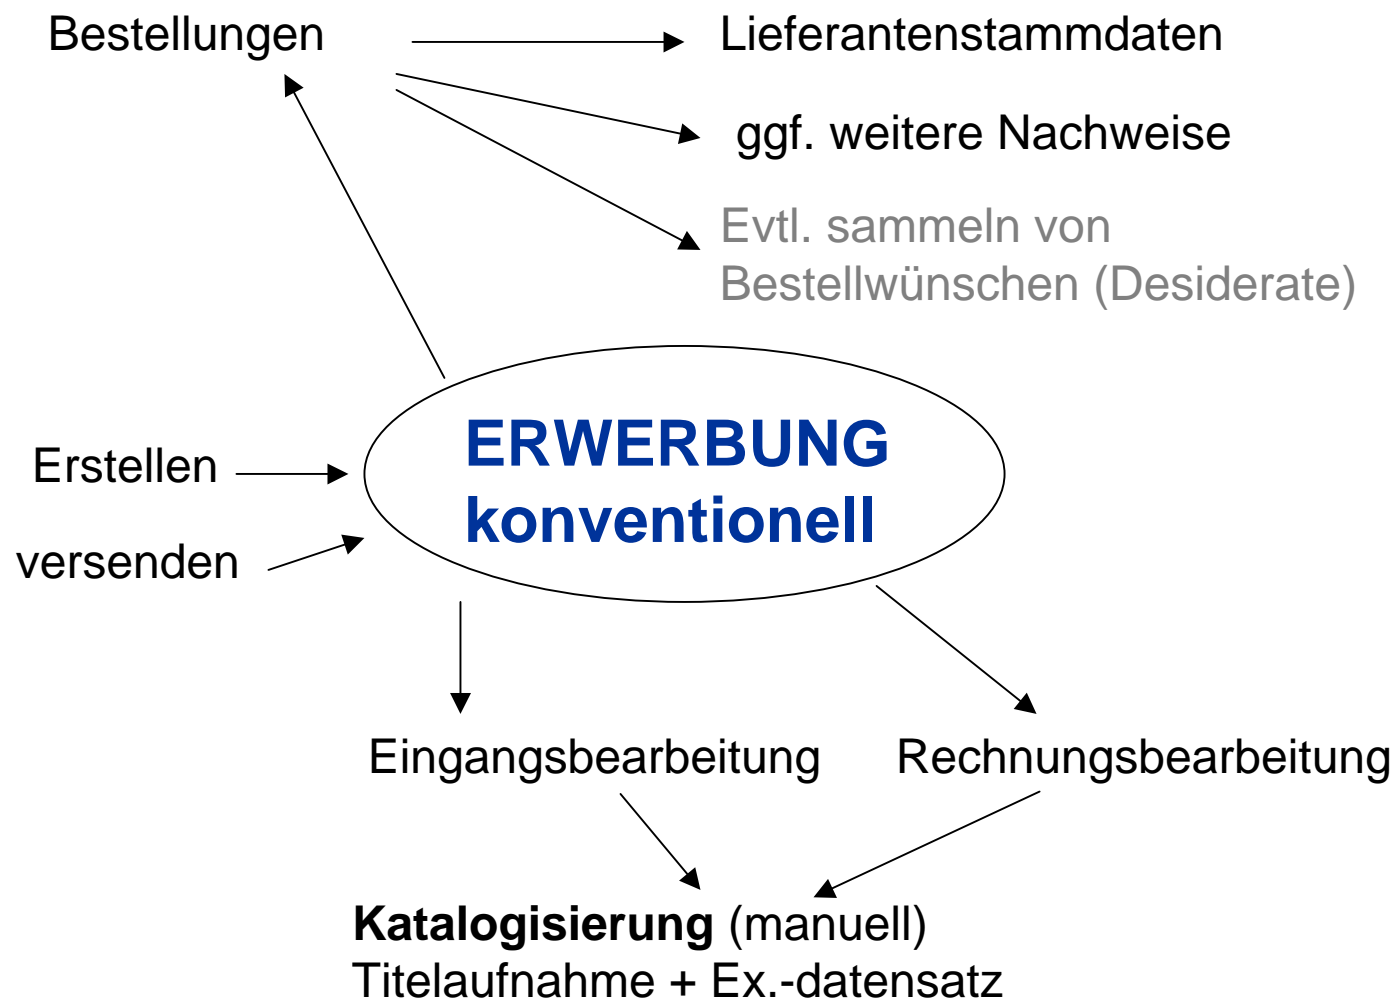 Bestellungen
Lieferantenstammdaten
ggf. weitere Nachweise
Evtl. sammeln von
Bestellwünschen (Desiderate)
ERWERBUNG
konventionell
Erstellen
versenden
Eingangsbearbeitung
Rechnungsbearbeitung
Katalogisierung (manuell)
Titelaufnahme + Ex.-datensatz